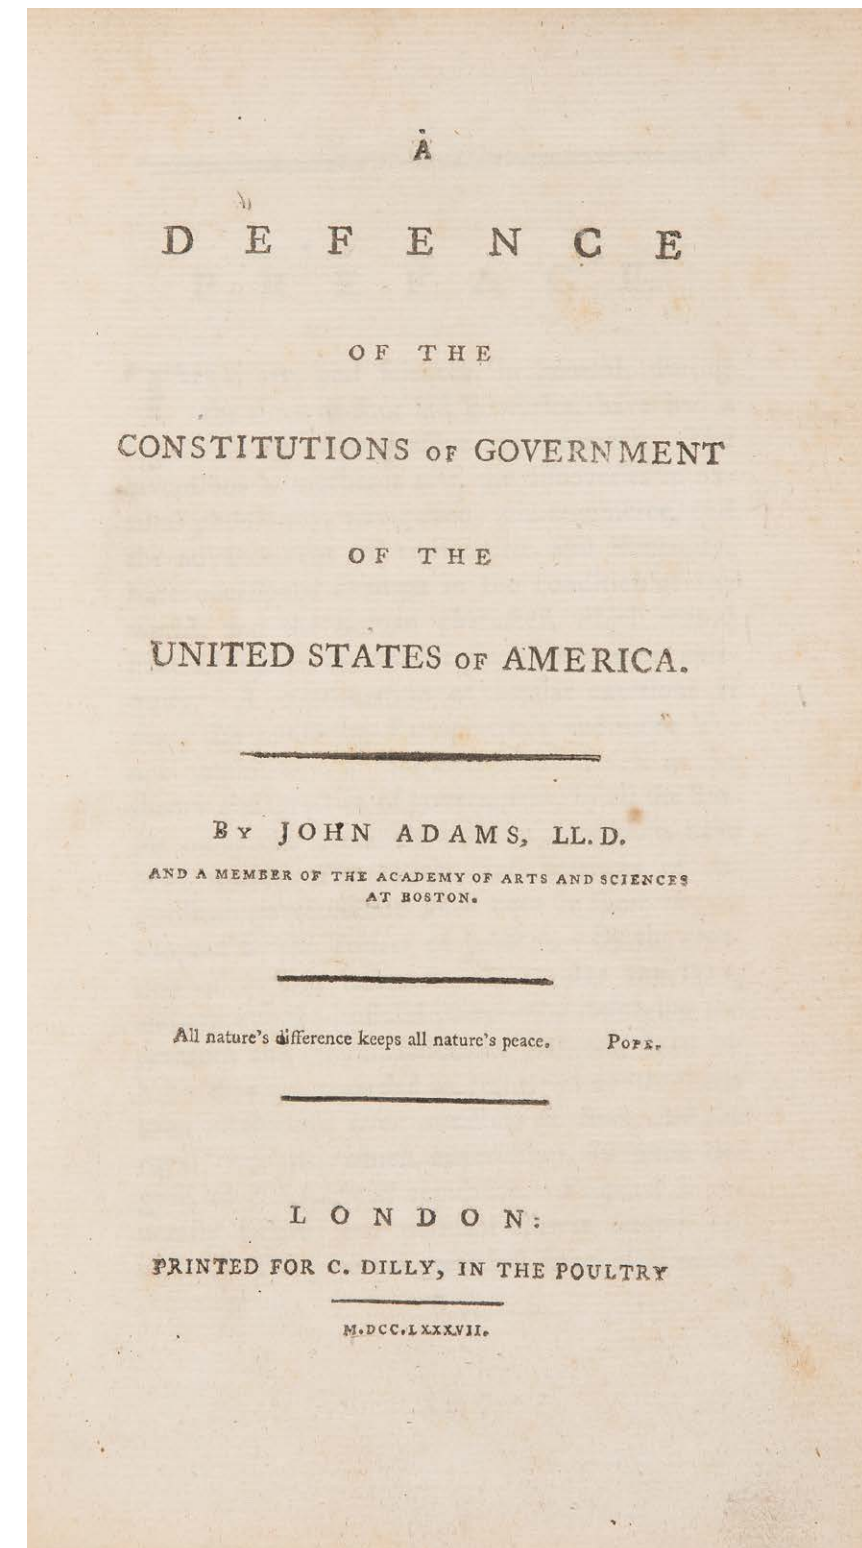 A
DEFENCE
OF THE
CONSTITUTIONS OF GOVERNMENT
OF THE
UNITED STATES OF AMERICA.
By JOHN ADAMS, LL.D.
AND A MEMBER OF THE ACADEMY OF ARTS AND SCIENCES
AT BOSTON.
All nature's difference keeps all nature's peace. POPE.
LONDON:
PRINTED FOR C. DILLY, IN THE POULTRY
M.DCC.LXXXVII.